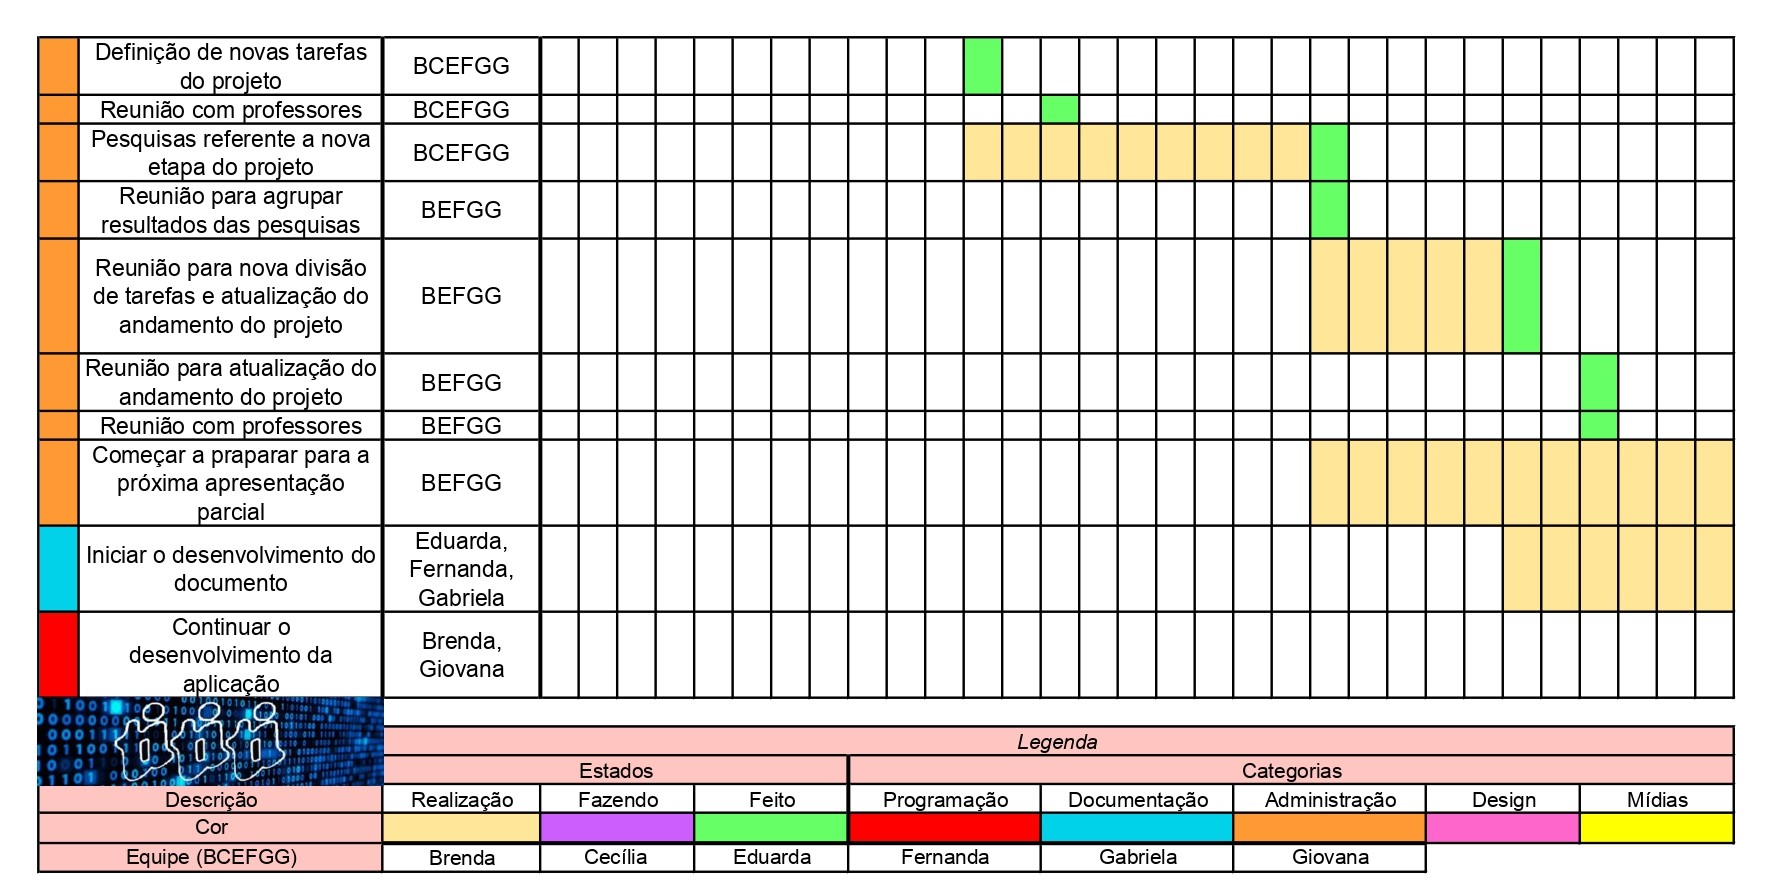 Definição de novas tarefas
do projeto
BCEFGG
Reunião com professores
BCEFGG
Pesquisas referente a nova
etapa do projeto
BCEFGG
Reunião para agrupar
resultados das pesquisas
BEFGG
Reunião para nova divisão
de tarefas e atualização do
andamento do projeto
BEFGG
Reunião para atualização do
andamento do projeto
BEFGG
Reunião com professores
BEFGG
Começar a praparar para a
próxima apresentação
parcial
BEFGG
Iniciar o desenvolvimento do
documento
Eduarda,
Fernanda,
Gabriela
Continuar o
desenvolvimento da
aplicação
Brenda,
Giovana
iii
Legenda
Estados Categorias
Descrição Realização Fazendo Feito Programação Documentação Administração Design Mídias
Cor
Equipe (BCEFGG) Brenda Cecília Eduarda Fernanda Gabriela Giovana